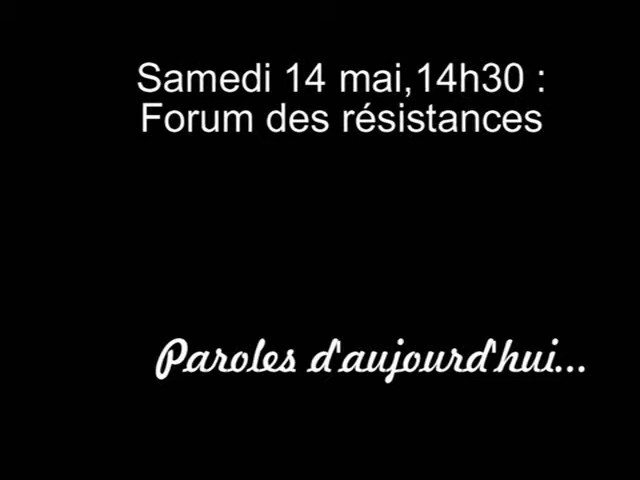 Samedi 14 mai,14h30 :
Forum des résistances
Paroles d'aujourd'hui...